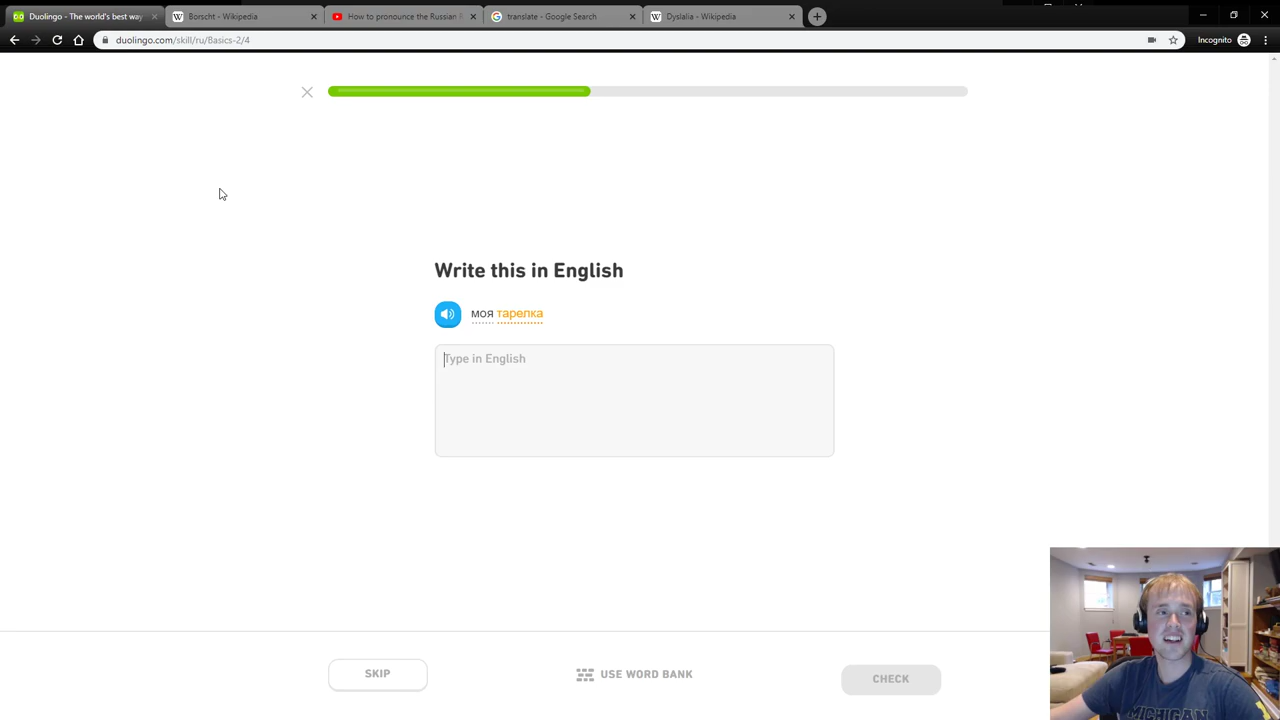 Duolingo - The world's best way
Borscht - Wikipedia
How to pronounce the Russian
translate - Google Search
Dyslalia - Wikipedia
duolingo.com/skill/ru/Basics-2/4
Incognito
Write this in English
моя тарелка
Type in English
SKIP
USE WORD BANK
CHECK
MICHIGAN